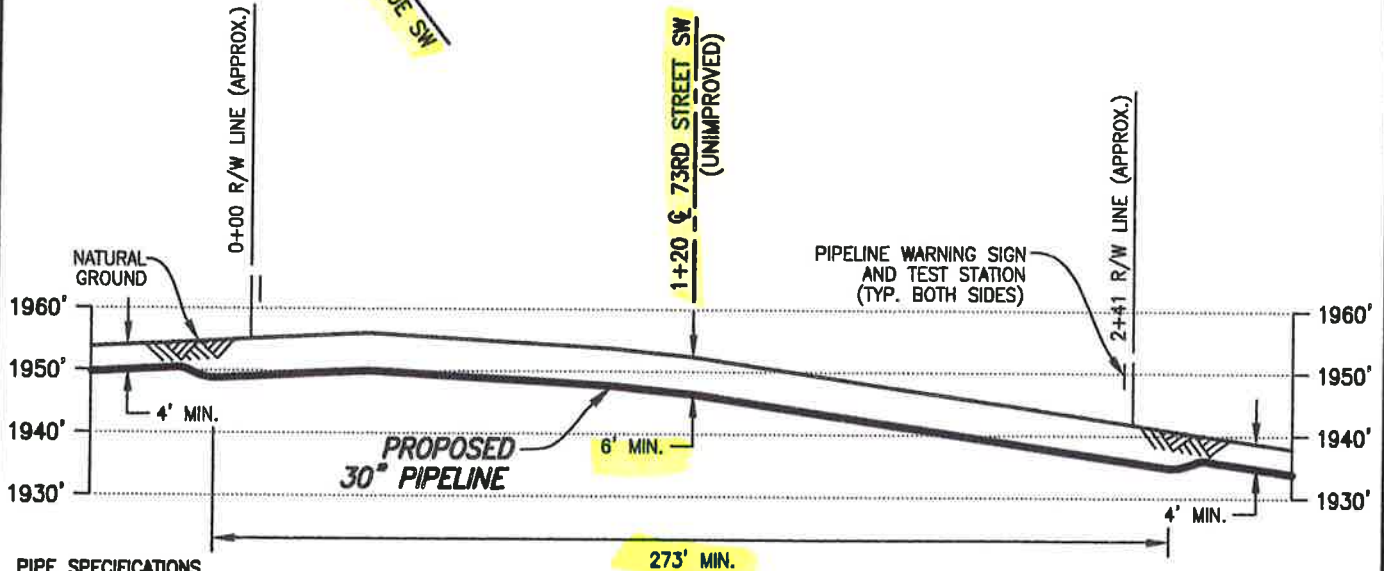 DE SW
0+00 R/W LINE (APPROX.)
1+20 ℄ 73RD STREET SW
(UNIMPROVED)
2+41 R/W LINE (APPROX.)
NATURAL
GROUND
PIPELINE WARNING SIGN
AND TEST STATION
(TYP. BOTH SIDES)
1960'
1950'
1940'
1930'
1960'
1950'
1940'
1930'
4' MIN.
PROPOSED
30" PIPELINE
6' MIN.
4' MIN.
273' MIN.
PIPE SPECIFICATIONS